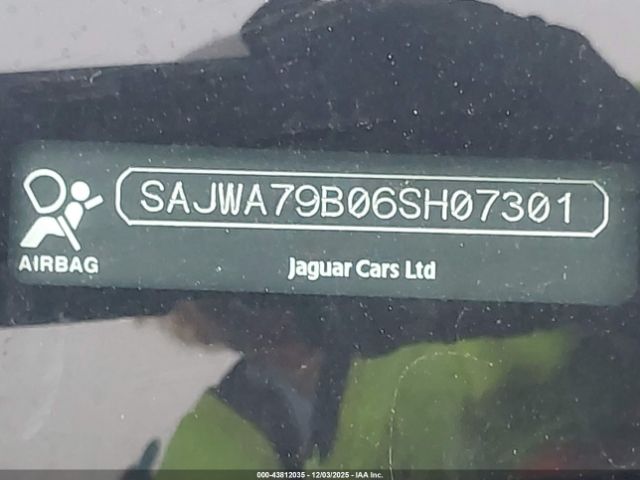 SAJWA79B06SH07301
AIRBAG
Jaguar Cars Ltd
000-43812035 - 12/03/2025 - IAA Inc.